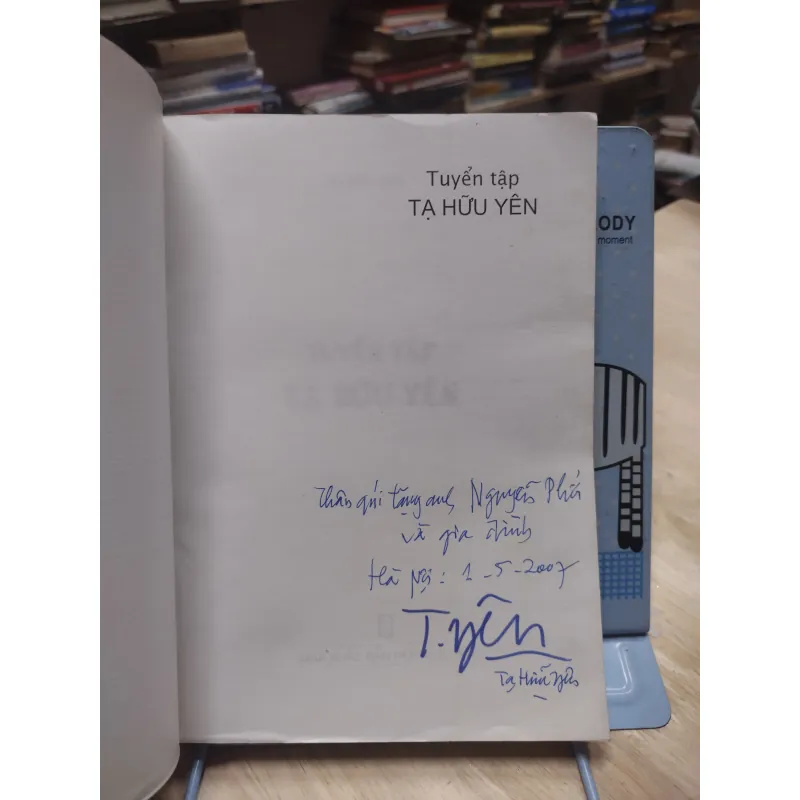 Tuyển tập
TẠ HỮU YÊN
ODY
moment
Thân quí tặng anh Nguyễn Phú
và gia đình
Hà Nội: 1-5-2007
T.yên
Tạ Hữu Yên